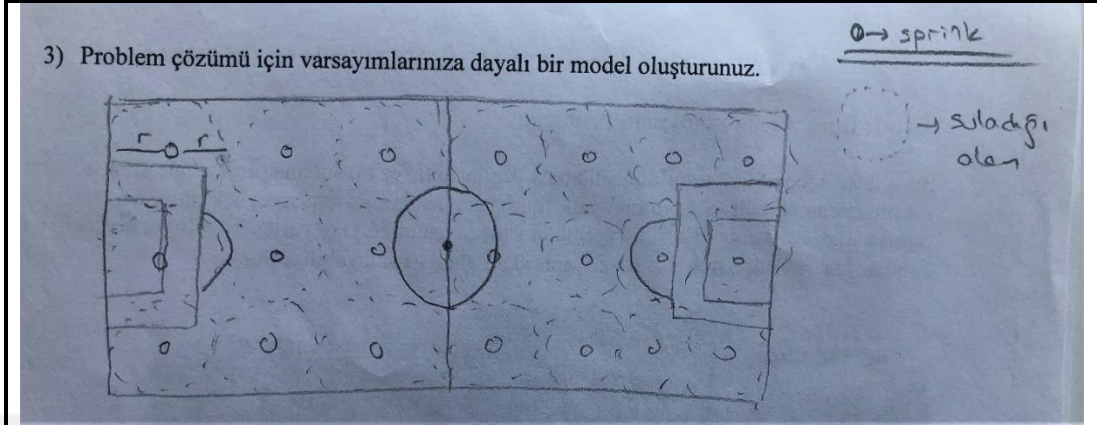 0→ sprink
3) Problem çözümü için varsayımlarınıza dayalı bir model oluşturunuz.
→ suladığı
alan
r r